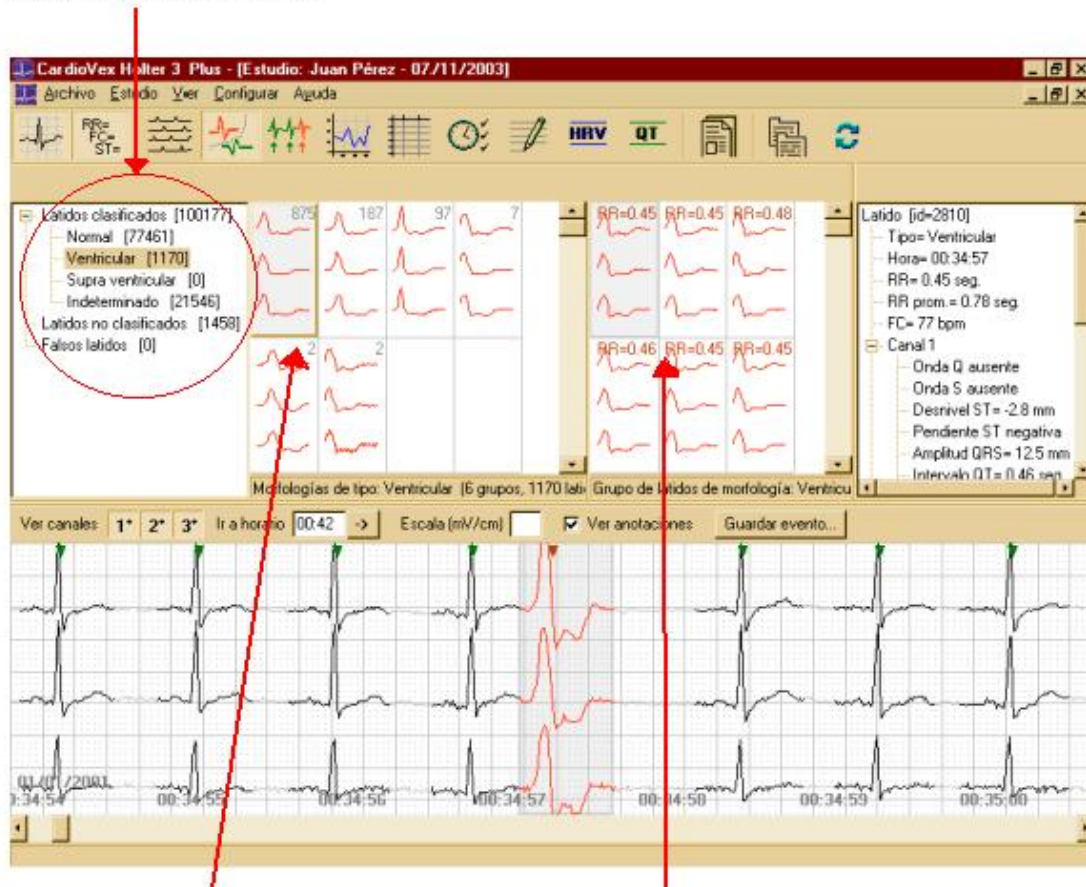 CardioVex Holter 3 Plus - [Estudio: Juan Pérez - 07/11/2003]
Archivo Estudio Ver Configurar Ayuda
RR=
FC=
ST=
HRV QT
Latidos clasificados [100177]
Normal [77461]
Ventricular [1170]
Supra ventricular [0]
Indeterminado [21546]
Latidos no clasificados [1458]
Falsos latidos [0]
875 187 97 7
2 2
Morfologías de tipo: Ventricular (6 grupos, 1170 lati
RR=0.45 RR=0.45 RR=0.48
RR=0.46 RR=0.45 RR=0.45
Grupo de latidos de morfología: Ventricu
Latido [id=2810]
Tipo= Ventricular
Hora= 00:34:57
RR= 0.45 seg.
RR prom.= 0.78 seg.
FC= 77 bpm
Canal 1
Onda Q ausente
Onda S ausente
Desnivel ST= -2.8 mm
Pendiente ST negativa
Amplitud QRS= 12.5 mm
Intervalo QT= 0.46 seg
Ver canales 1* 2* 3* Ir a horario 00:42 -> Escala (mV/cm) Ver anotaciones Guardar evento...
01/01/2001
:34:54 00:34:55 00:34:56 00:34:57 00:34:58 00:34:59 00:35:00